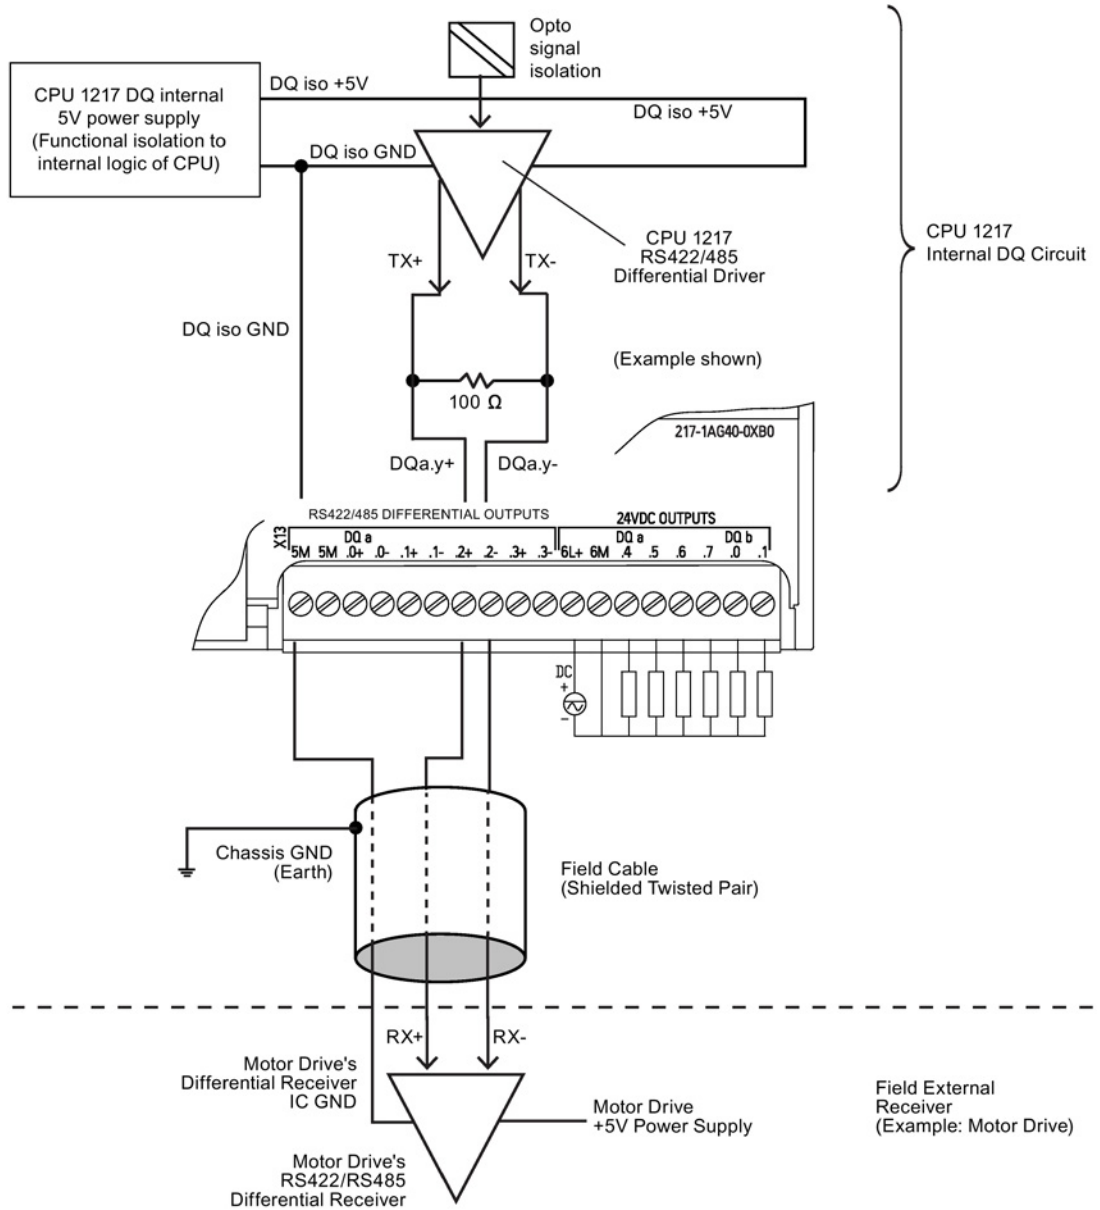 Opto
signal
isolation
CPU 1217 DQ internal
5V power supply
(Functional isolation to
internal logic of CPU)
DQ iso +5V
DQ iso +5V
DQ iso GND
CPU 1217
RS422/485
Differential Driver
CPU 1217
Internal DQ Circuit
TX+
TX-
DQ iso GND
(Example shown)
100 Ω
DQa.y+
DQa.y-
217-1AG40-0XB0
X13
RS422/485 DIFFERENTIAL OUTPUTS
24VDC OUTPUTS
DQ a
DQ a
DQ b
5M 5M .0+ .0- .1+ .1- .2+ .2- .3+ .3- 6L+ 6M .4 .5 .6 .7 .0 .1
DC
+
–
Chassis GND
(Earth)
Field Cable
(Shielded Twisted Pair)
RX+
RX-
Motor Drive's
Differential Receiver
IC GND
Motor Drive
+5V Power Supply
Field External
Receiver
(Example: Motor Drive)
Motor Drive's
RS422/RS485
Differential Receiver